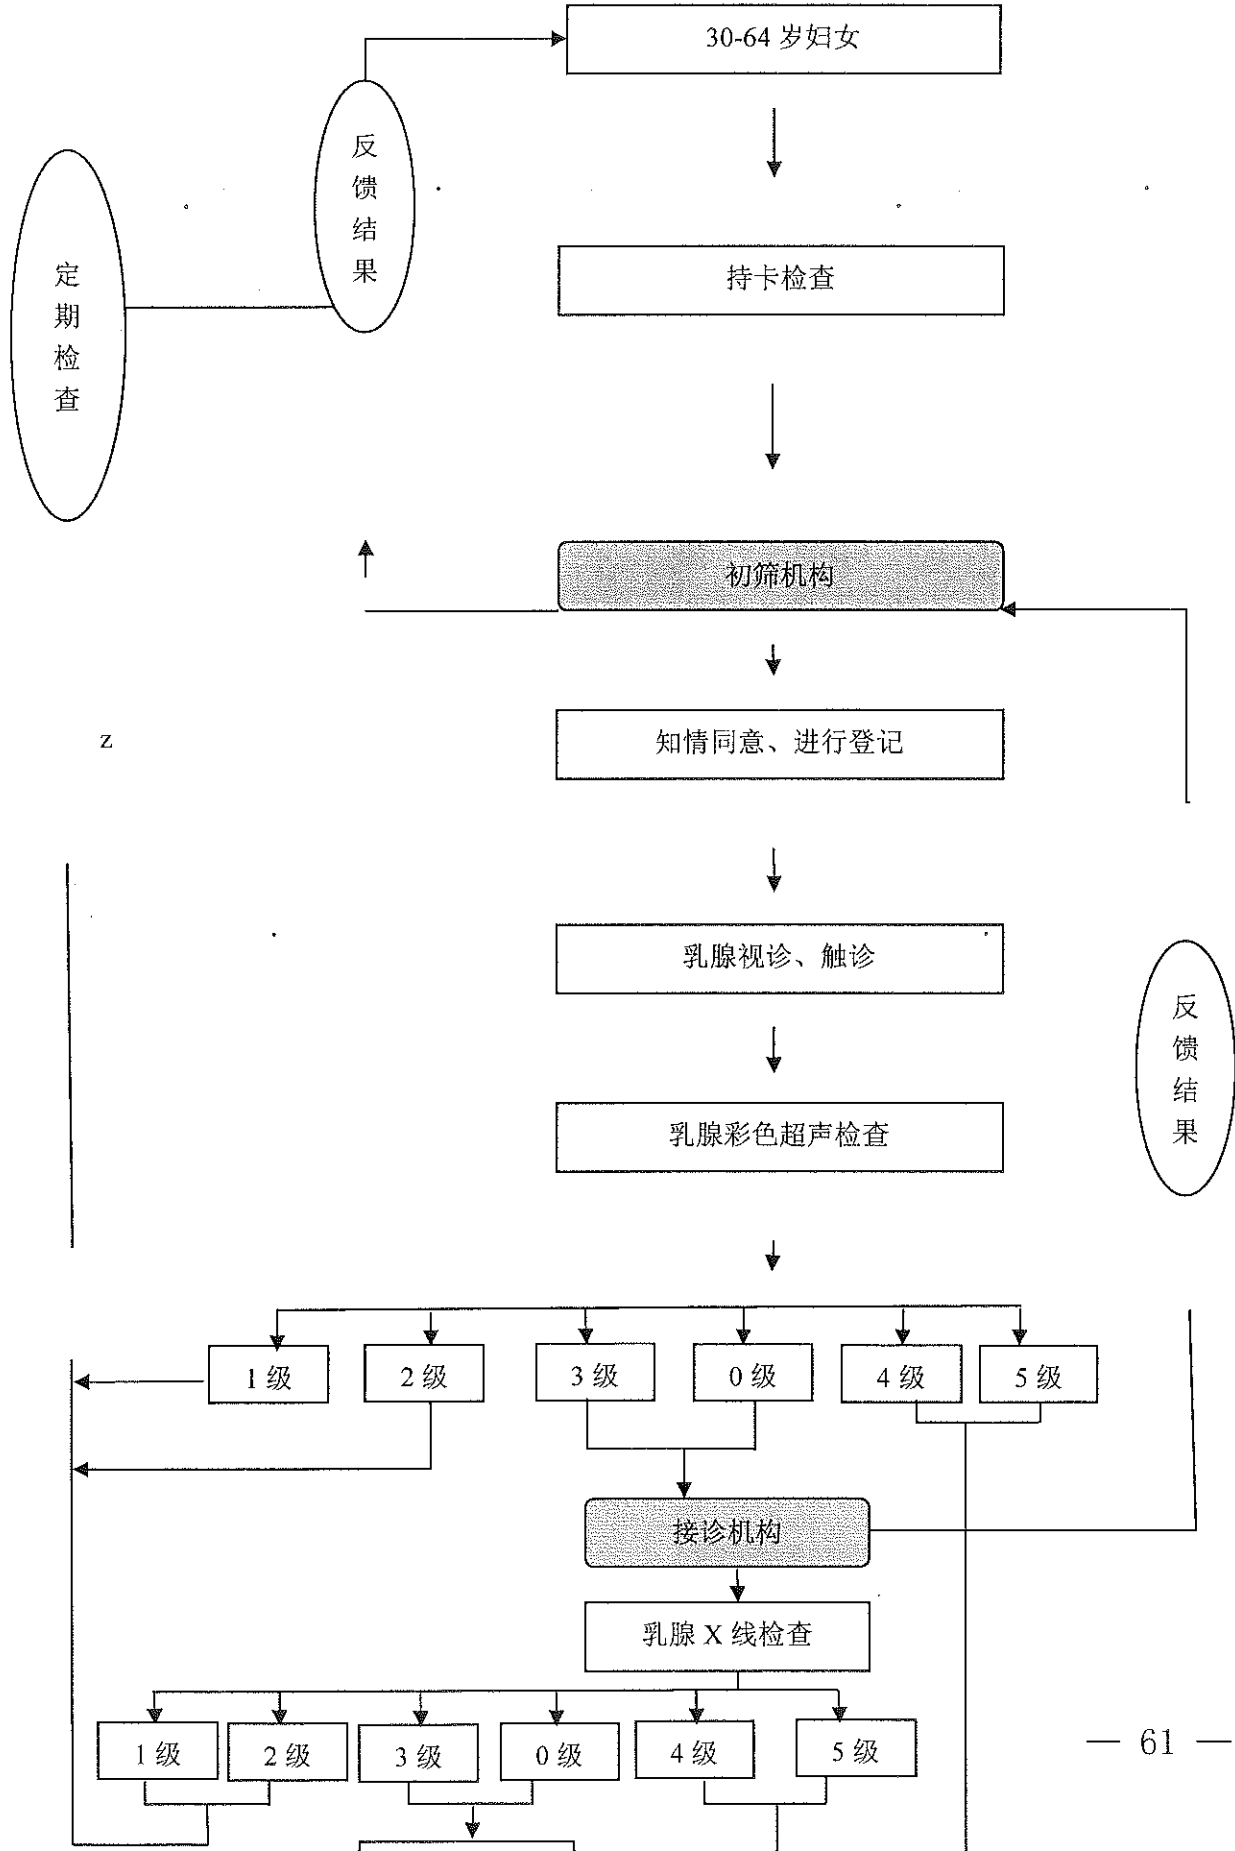 30-64 岁妇女
反馈结果
定期检查
持卡检查
初筛机构
z
知情同意、进行登记
乳腺视诊、触诊
反馈结果
乳腺彩色超声检查
1 级
2 级
3 级
0 级
4 级
5 级
接诊机构
乳腺 X 线检查
1 级
2 级
3 级
0 级
4 级
5 级
— 61 —